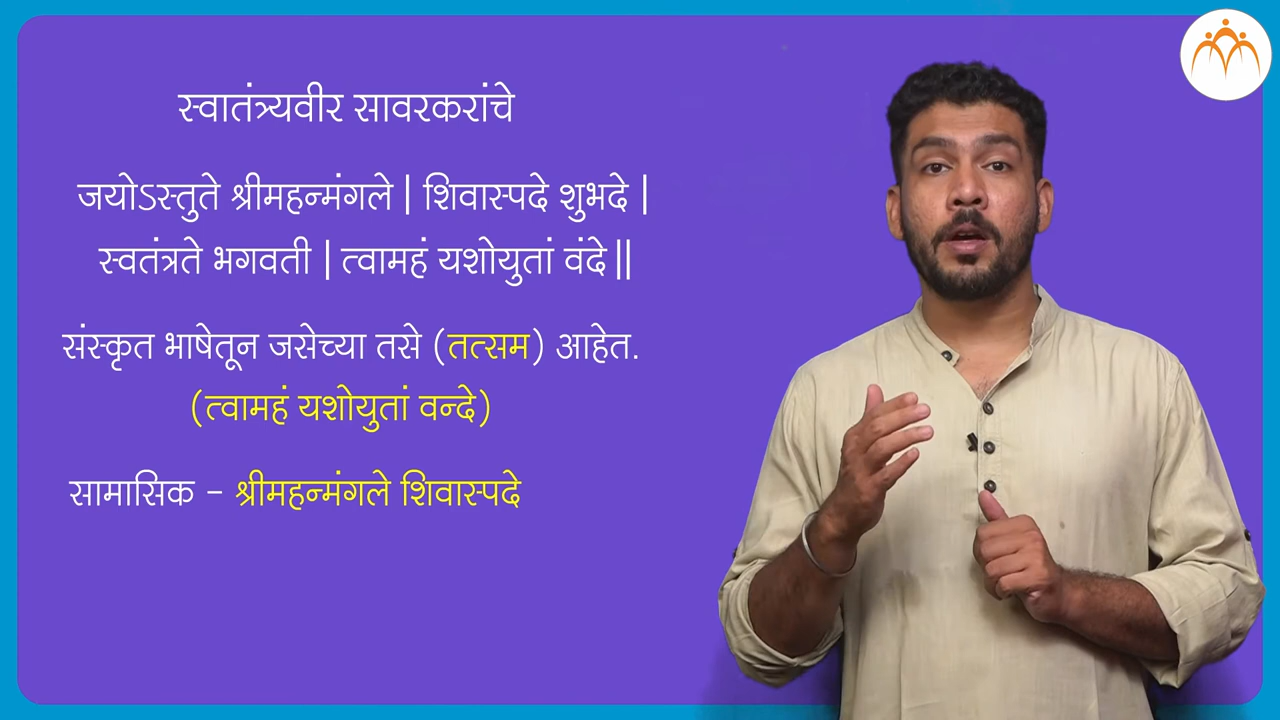 स्वातंत्र्यवीर सावरकरांचे
जयोऽस्तुते श्रीमहन्मंगले | शिवास्पदे शुभदे |
स्वतंत्रते भगवती | त्वामहं यशोयुतां वंदे ||
संस्कृत भाषेतून जसेच्या तसे (तत्सम) आहेत.
(त्वामहं यशोयुतां वन्दे)
सामासिक – श्रीमहन्मंगले शिवास्पदे